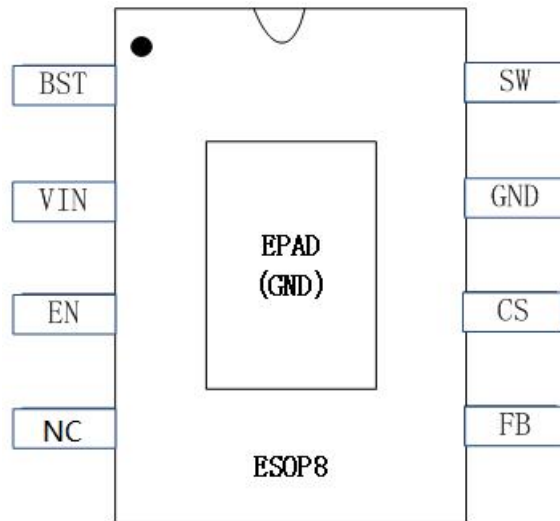 BST
SW
VIN
GND
EPAD
(GND)
EN
CS
NC
FB
ESOP8